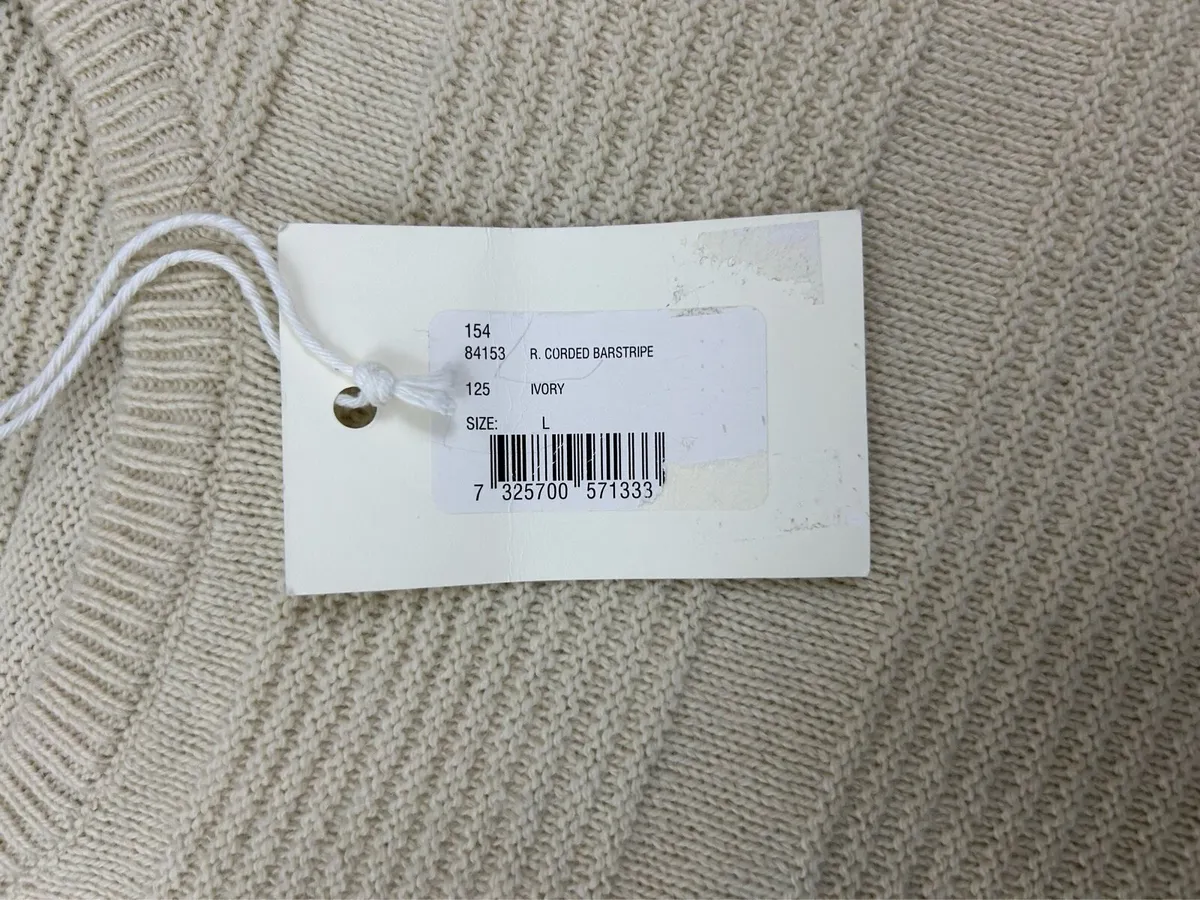 154
84153 R. CORDED BARSTRIPE
125 IVORY
SIZE: L
7 325700 571333